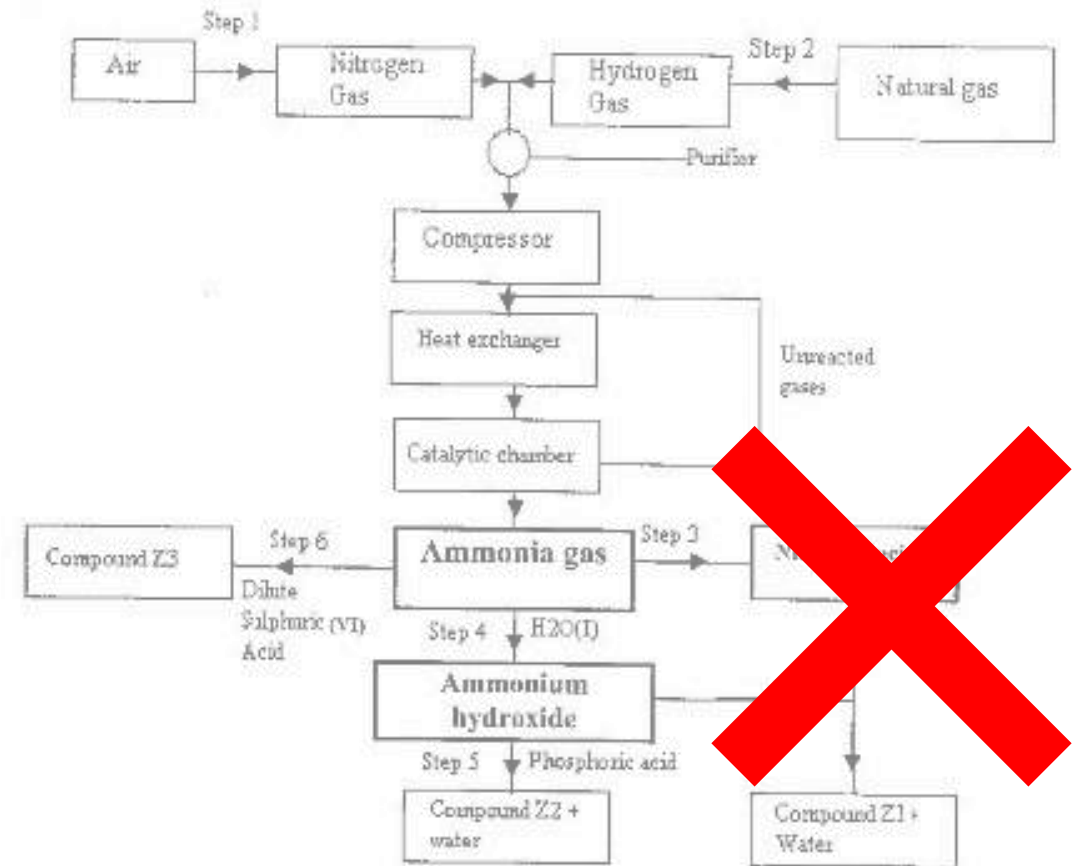 Step 1
Step 2
Air
Nitrogen
Gas
Hydrogen
Gas
Natural gas
Purifier
Compressor
Heat exchanger
Unreacted
gases
Catalytic chamber
Step 6
Step 3
Compound Z3
Ammonia gas
Dilute
Sulphuric (VI)
Acid
Step 4
H2O(I)
Ammonium
hydroxide
Step 5
Phosphoric acid
Compound Z2 +
water
Compound Z1 +
Water